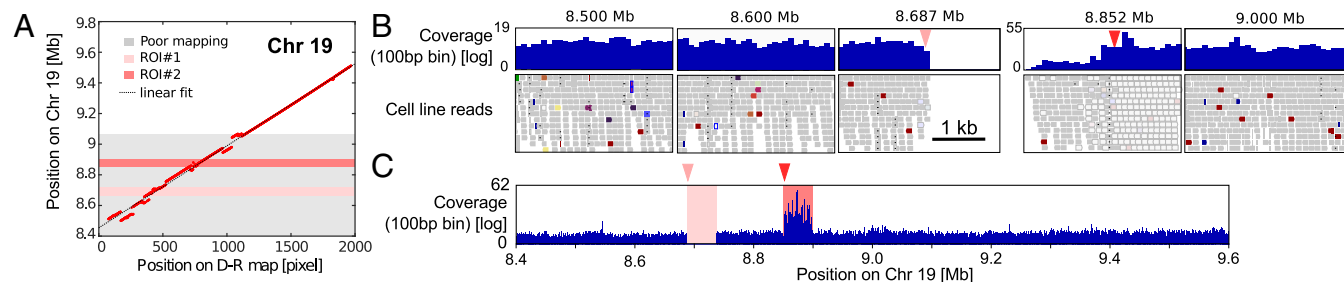 A
Position on Chr 19 [Mb]
9.8
9.6
9.4
9.2
9
8.8
8.6
8.4
Poor mapping
ROI#1
ROI#2
linear fit
Chr 19
0 500 1000 1500 2000
Position on D-R map [pixel]
B
8.500 Mb 8.600 Mb 8.687 Mb 8.852 Mb 9.000 Mb
Coverage
(100bp bin) [log]
19
0
55
0
Cell line reads
1 kb
C
Coverage
(100bp bin) [log]
62
0
8.4 8.6 8.8 9.0 9.2 9.4 9.6
Position on Chr 19 [Mb]